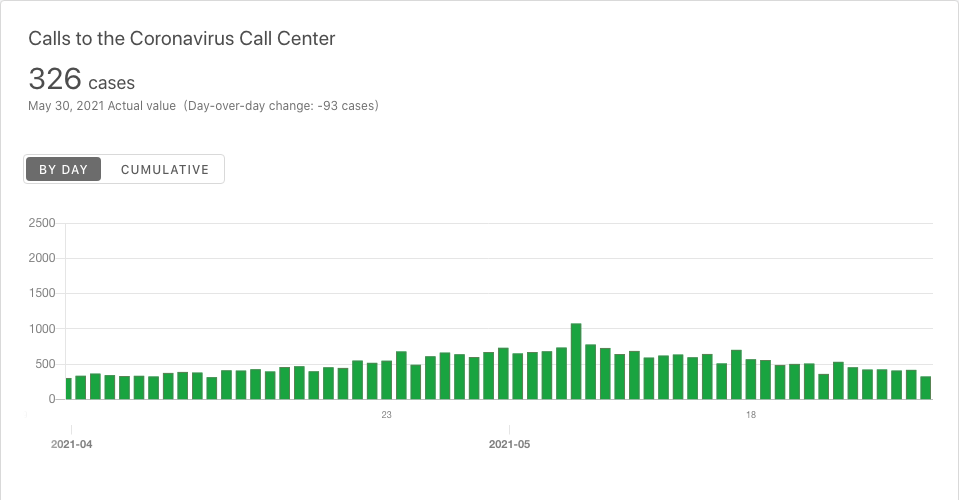 Calls to the Coronavirus Call Center
326 cases
May 30, 2021 Actual value (Day-over-day change: -93 cases)
BY DAY CUMULATIVE
2500
2000
1500
1000
500
0
23 18
2021-04 2021-05